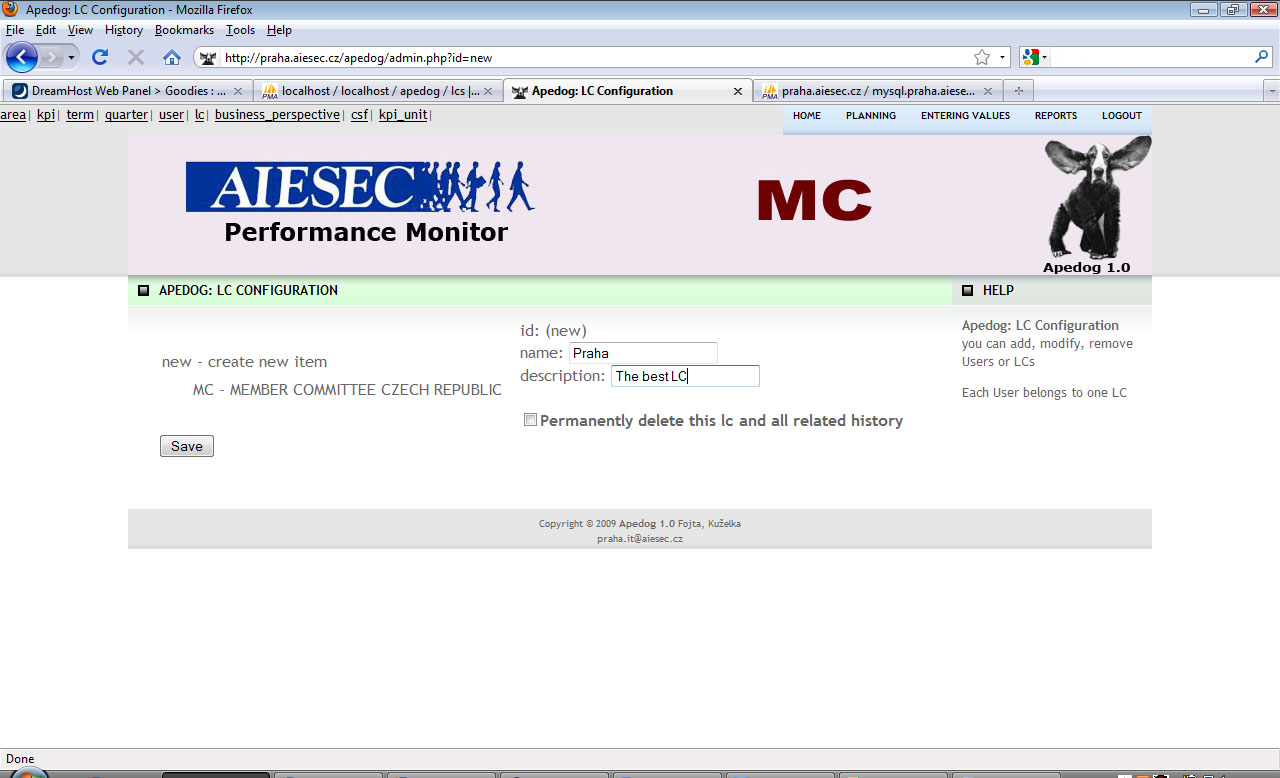 Apedog: LC Configuration - Mozilla Firefox
File Edit View History Bookmarks Tools Help
http://praha.aiesec.cz/apedog/admin.php?id=new
DreamHost Web Panel > Goodies : ...
localhost / localhost / apedog / lcs |...
Apedog: LC Configuration
praha.aiesec.cz / mysql.praha.aiese...
area| kpi| term| quarter| user| lc| business_perspective| csf| kpi_unit|
HOME PLANNING ENTERING VALUES REPORTS LOGOUT
AIESEC
Performance Monitor
MC
Apedog 1.0
APEDOG: LC CONFIGURATION
new - create new item
MC - MEMBER COMMITTEE CZECH REPUBLIC
id: (new)
name: Praha
description: The best LC
Permanently delete this lc and all related history
Save
HELP
Apedog: LC Configuration
you can add, modify, remove
Users or LCs
Each User belongs to one LC
Copyright © 2009 Apedog 1.0 Fojta, Kuželka
praha.it@aiesec.cz
Done